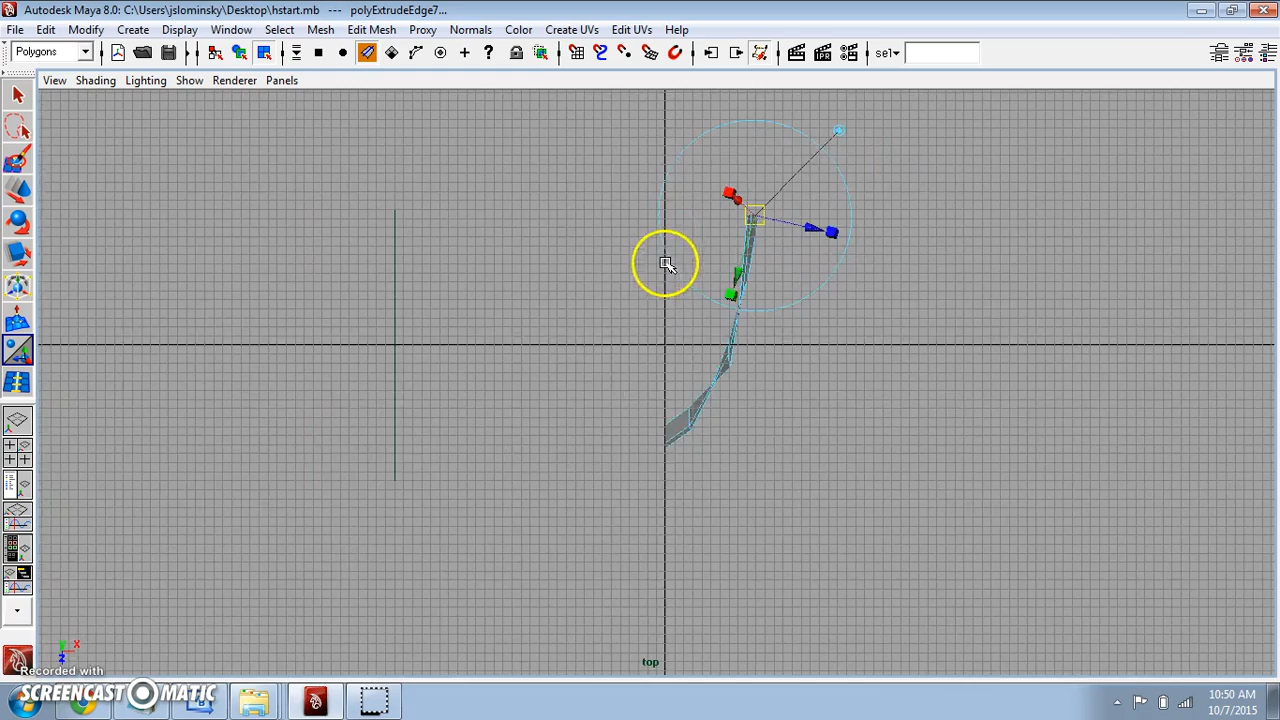 Autodesk Maya 8.0: C:\Users\jslominsky\Desktop\hstart.mb --- polyExtrudeEdge7...
File Edit Modify Create Display Window Select Mesh Edit Mesh Proxy Normals Color Create UVs Edit UVs Help
Polygons IPR sel
View Shading Lighting Show Renderer Panels
y x
z
top
Recorded with
SCREENCAST MATIC
10:50 AM
10/7/2015